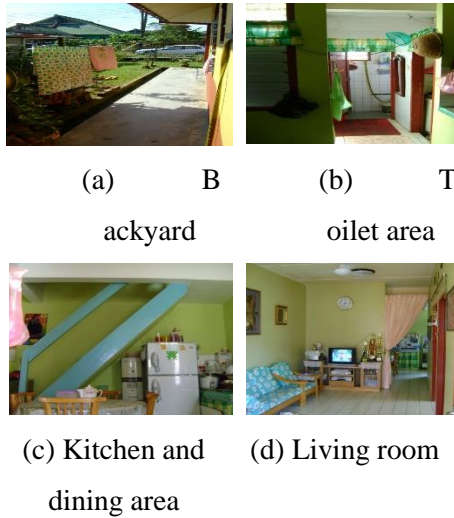 (a) B (b) T
ackyard oilet area
(c) Kitchen and (d) Living room
dining area